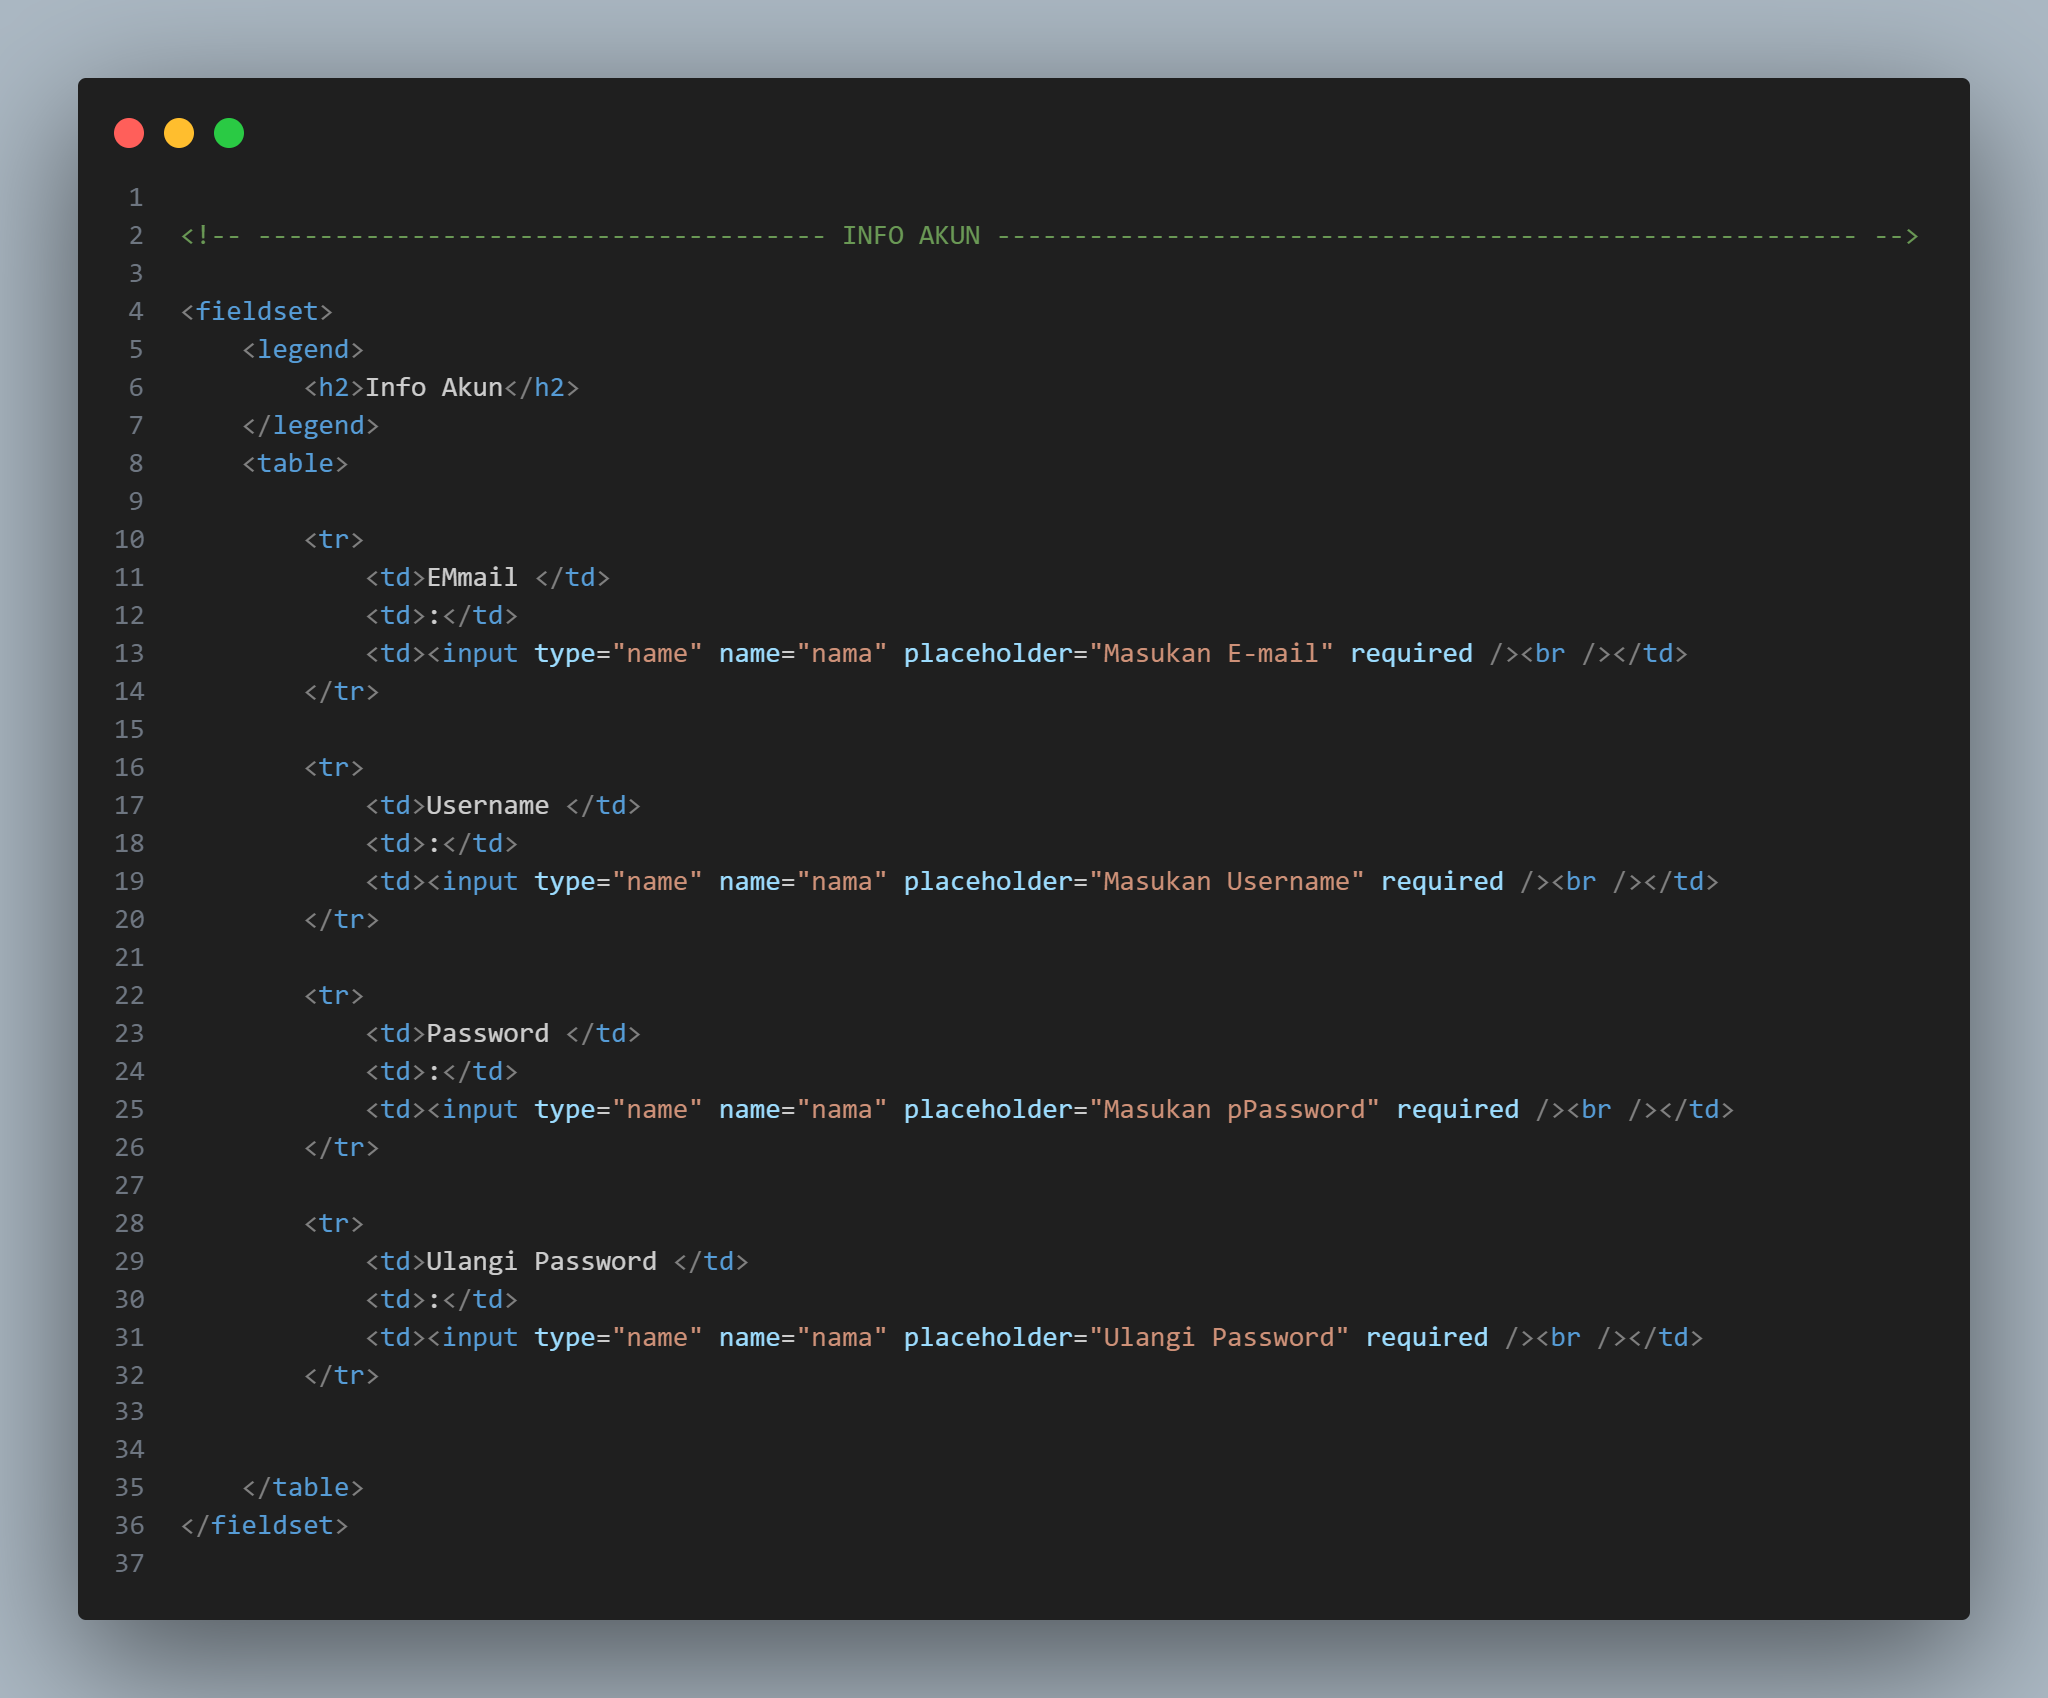 1
2 <!-- ------------------------------------- INFO AKUN -------------------------------------------------------- -->
3
4 <fieldset>
5     <legend>
6         <h2>Info Akun</h2>
7     </legend>
8     <table>
9
10         <tr>
11             <td>EMmail </td>
12             <td>:</td>
13             <td><input type="name" name="nama" placeholder="Masukan E-mail" required /><br /></td>
14         </tr>
15
16         <tr>
17             <td>Username </td>
18             <td>:</td>
19             <td><input type="name" name="nama" placeholder="Masukan Username" required /><br /></td>
20         </tr>
21
22         <tr>
23             <td>Password </td>
24             <td>:</td>
25             <td><input type="name" name="nama" placeholder="Masukan pPassword" required /><br /></td>
26         </tr>
27
28         <tr>
29             <td>Ulangi Password </td>
30             <td>:</td>
31             <td><input type="name" name="nama" placeholder="Ulangi Password" required /><br /></td>
32         </tr>
33
34
35     </table>
36 </fieldset>
37